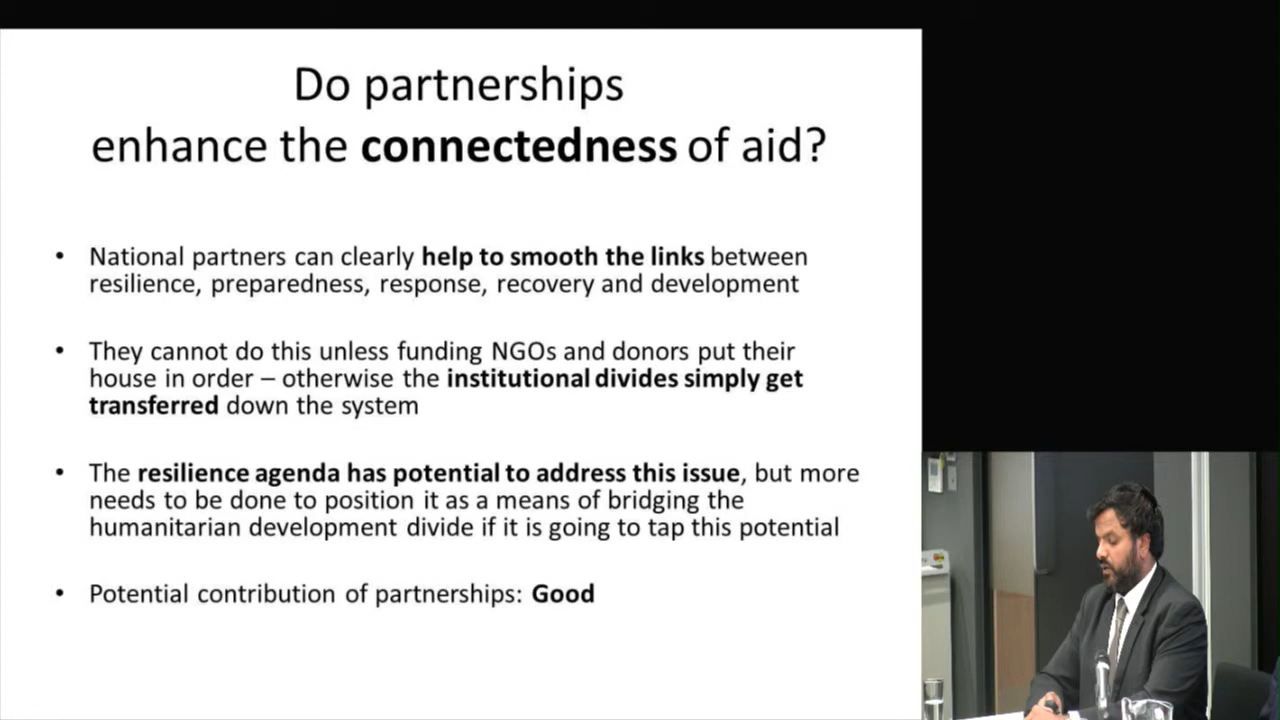 Do partnerships
enhance the connectedness of aid?
• National partners can clearly help to smooth the links between
resilience, preparedness, response, recovery and development
• They cannot do this unless funding NGOs and donors put their
house in order – otherwise the institutional divides simply get
transferred down the system
• The resilience agenda has potential to address this issue, but more
needs to be done to position it as a means of bridging the
humanitarian development divide if it is going to tap this potential
• Potential contribution of partnerships: Good